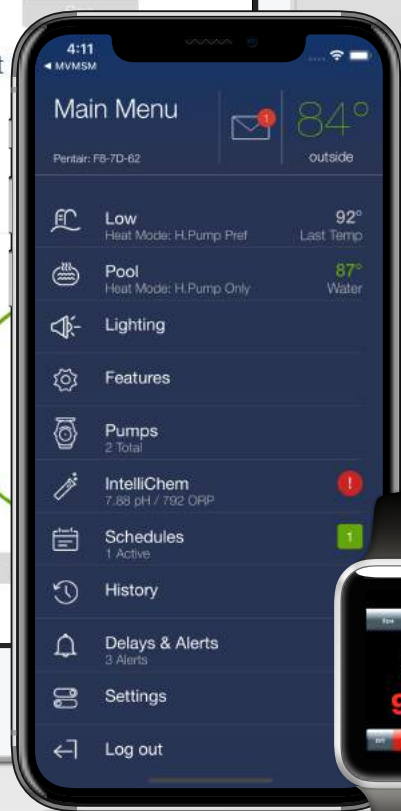 4:11
◀ MVMSM
Main Menu
1
84°
Pentair: F8-7D-62
outside
Low
92°
Heat Mode: H.Pump Pref
Last Temp
Pool
87°
Heat Mode: H.Pump Only
Water
Lighting
Features
Pumps
2 Total
IntelliChem
!
7.88 pH / 792 ORP
Schedules
1
1 Active
History
Delays & Alerts
3 Alerts
Settings
Log out